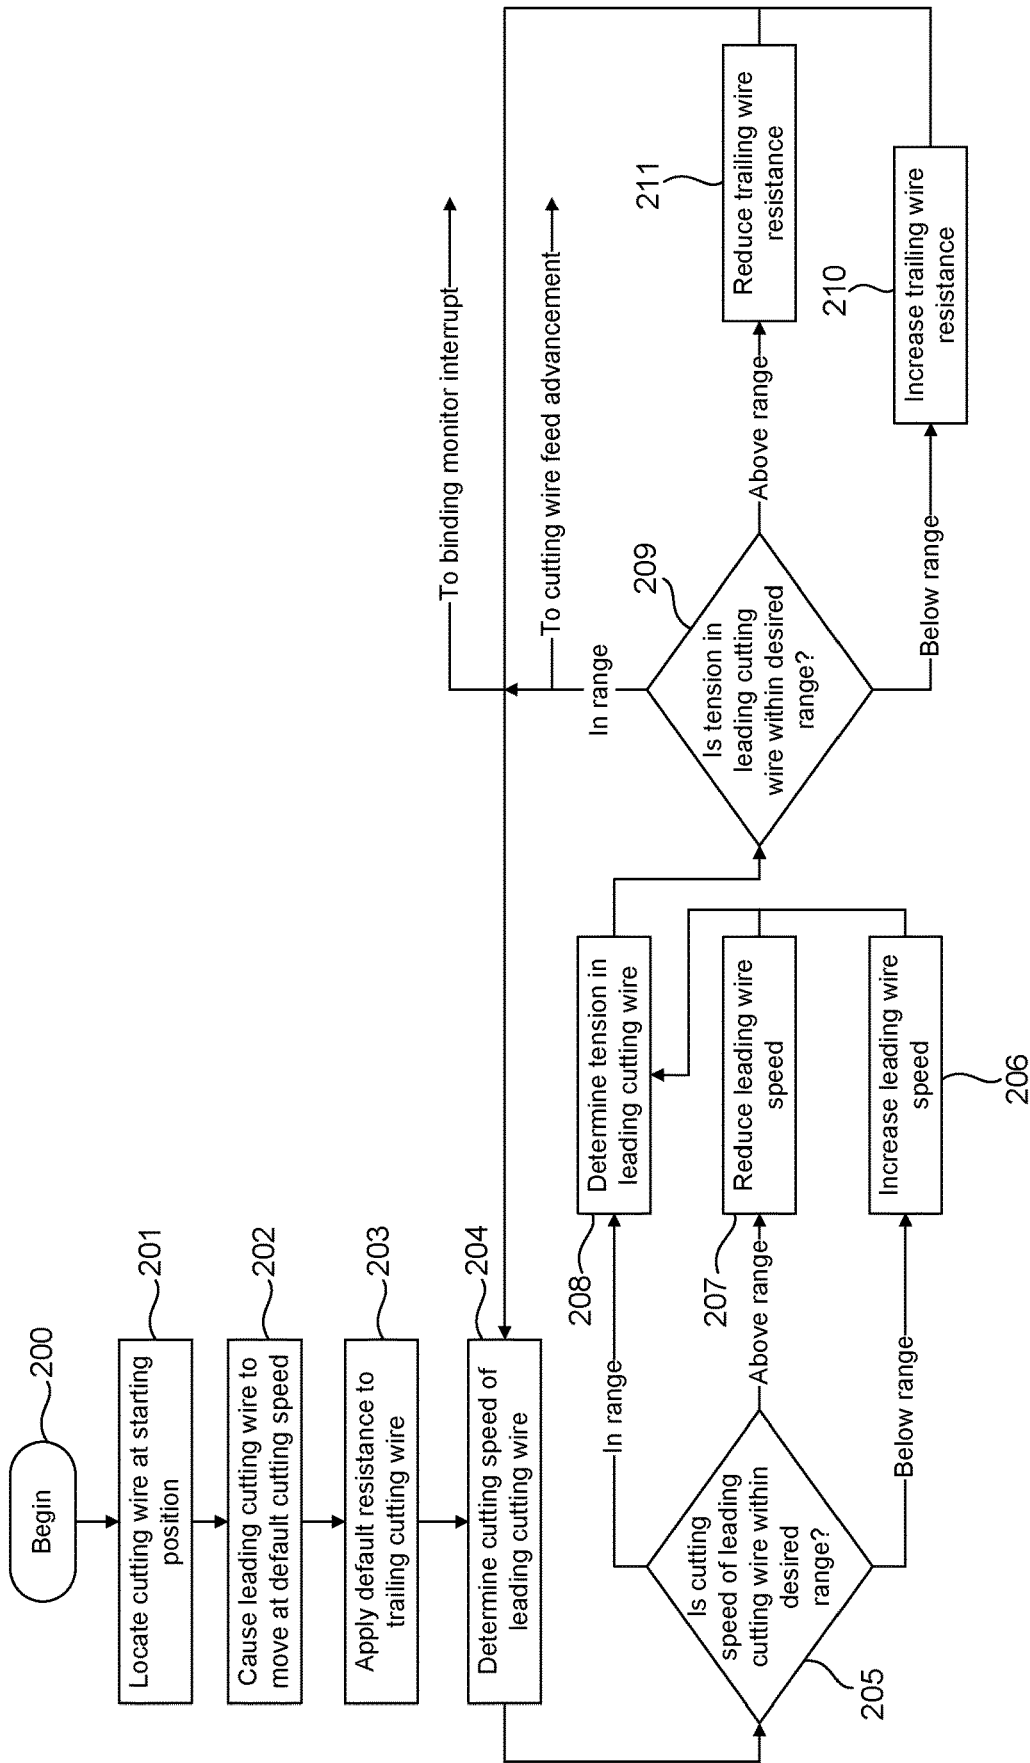 Begin
200
Locate cutting wire at starting
position
201
Cause leading cutting wire to
move at default cutting speed
202
Apply default resistance to
trailing cutting wire
203
Determine cutting speed of
leading cutting wire
204
Is cutting
speed of leading
cutting wire within
desired
range?
205
In range
Above range
Below range
Determine tension in
leading cutting wire
208
Reduce leading wire
speed
207
Increase leading wire
speed
206
Is tension in
leading cutting
wire within desired
range?
209
In range
To binding monitor interrupt
To cutting wire feed advancement
Above range
Below range
Reduce trailing wire
resistance
211
Increase trailing wire
resistance
210